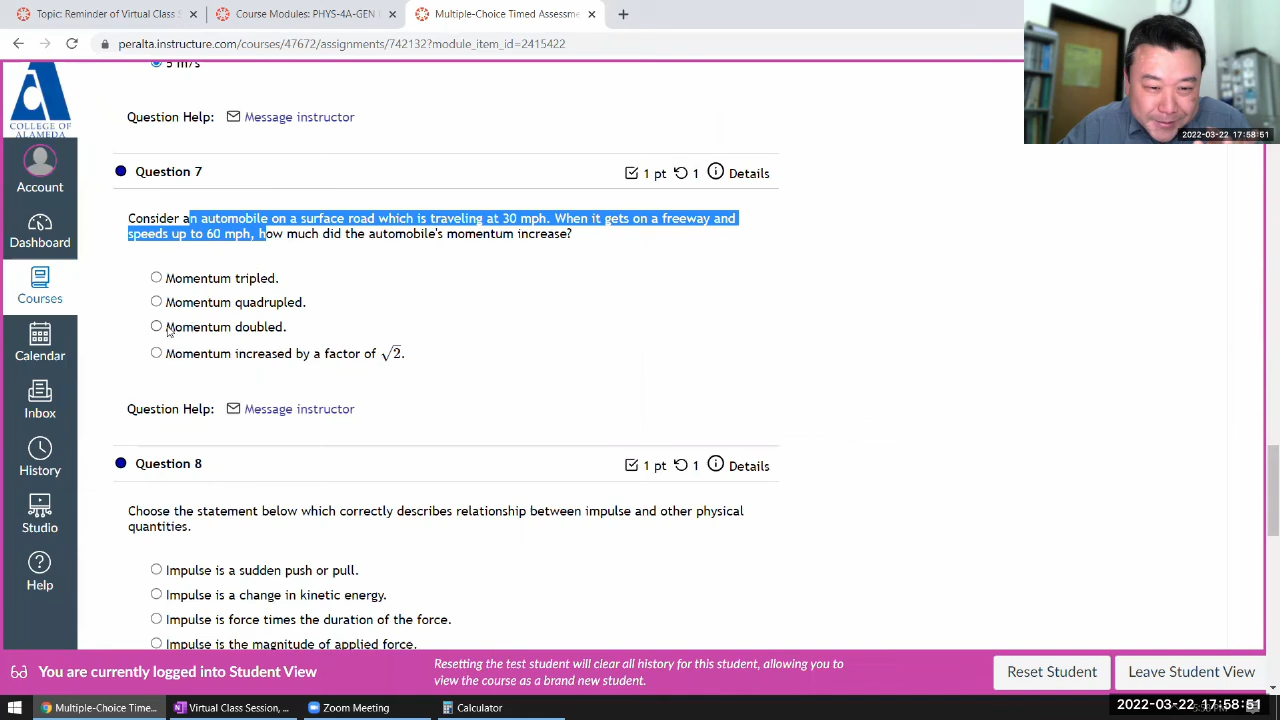 Topic: Reminder of Virtual Class S
Course Modules: PHYS-4A-GEN
Multiple-Choice Timed Assessme
peralta.instructure.com/courses/47672/assignments/742132?module_item_id=2415422
2022-03-22 17:58:51
COLLEGE OF
ALAMEDA
Account
Dashboard
Courses
Calendar
Inbox
History
Studio
Help
5 m/s
Question Help: Message instructor
Question 7
1 pt 1 Details
Consider an automobile on a surface road which is traveling at 30 mph. When it gets on a freeway and
speeds up to 60 mph, how much did the automobile's momentum increase?
Momentum tripled.
Momentum quadrupled.
Momentum doubled.
Momentum increased by a factor of √2.
Question Help: Message instructor
Question 8
1 pt 1 Details
Choose the statement below which correctly describes relationship between impulse and other physical
quantities.
Impulse is a sudden push or pull.
Impulse is a change in kinetic energy.
Impulse is force times the duration of the force.
Impulse is the magnitude of applied force.
You are currently logged into Student View
Resetting the test student will clear all history for this student, allowing you to
view the course as a brand new student.
Reset Student
Leave Student View
Multiple-Choice Time...
Virtual Class Session, ...
Zoom Meeting
Calculator
2022-03-22 17:58:51